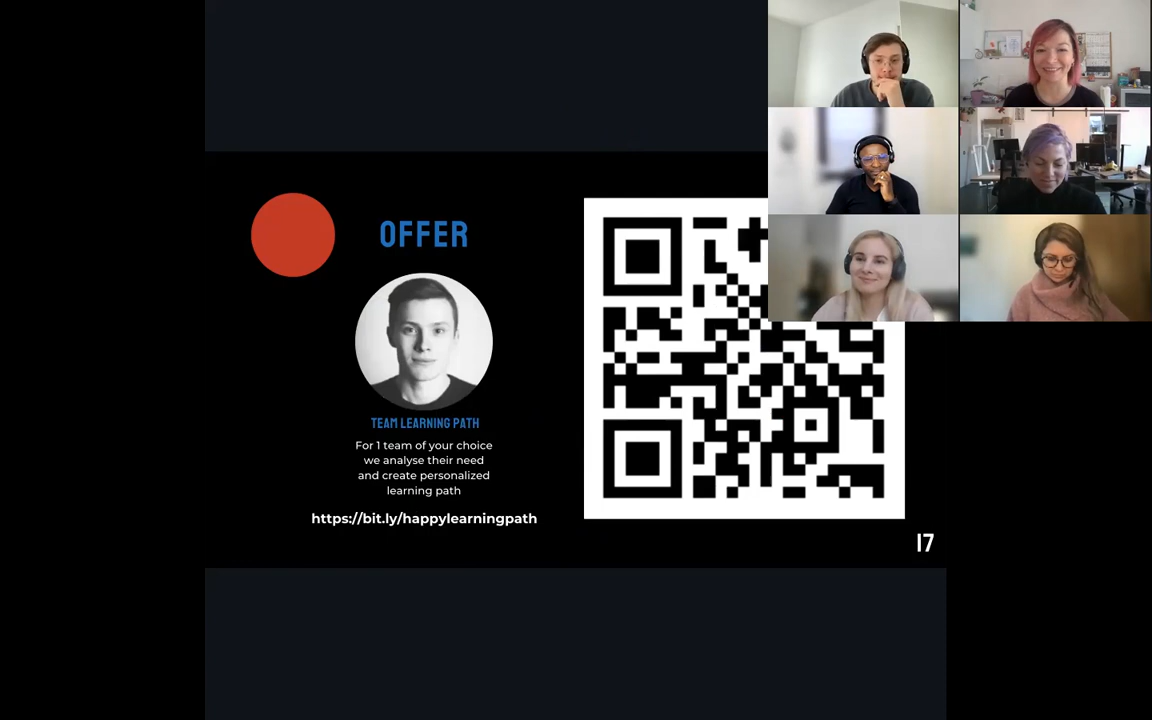 OFFER
TEAM LEARNING PATH
For 1 team of your choice
we analyse their need
and create personalized
learning path
https://bit.ly/happylearningpath
17